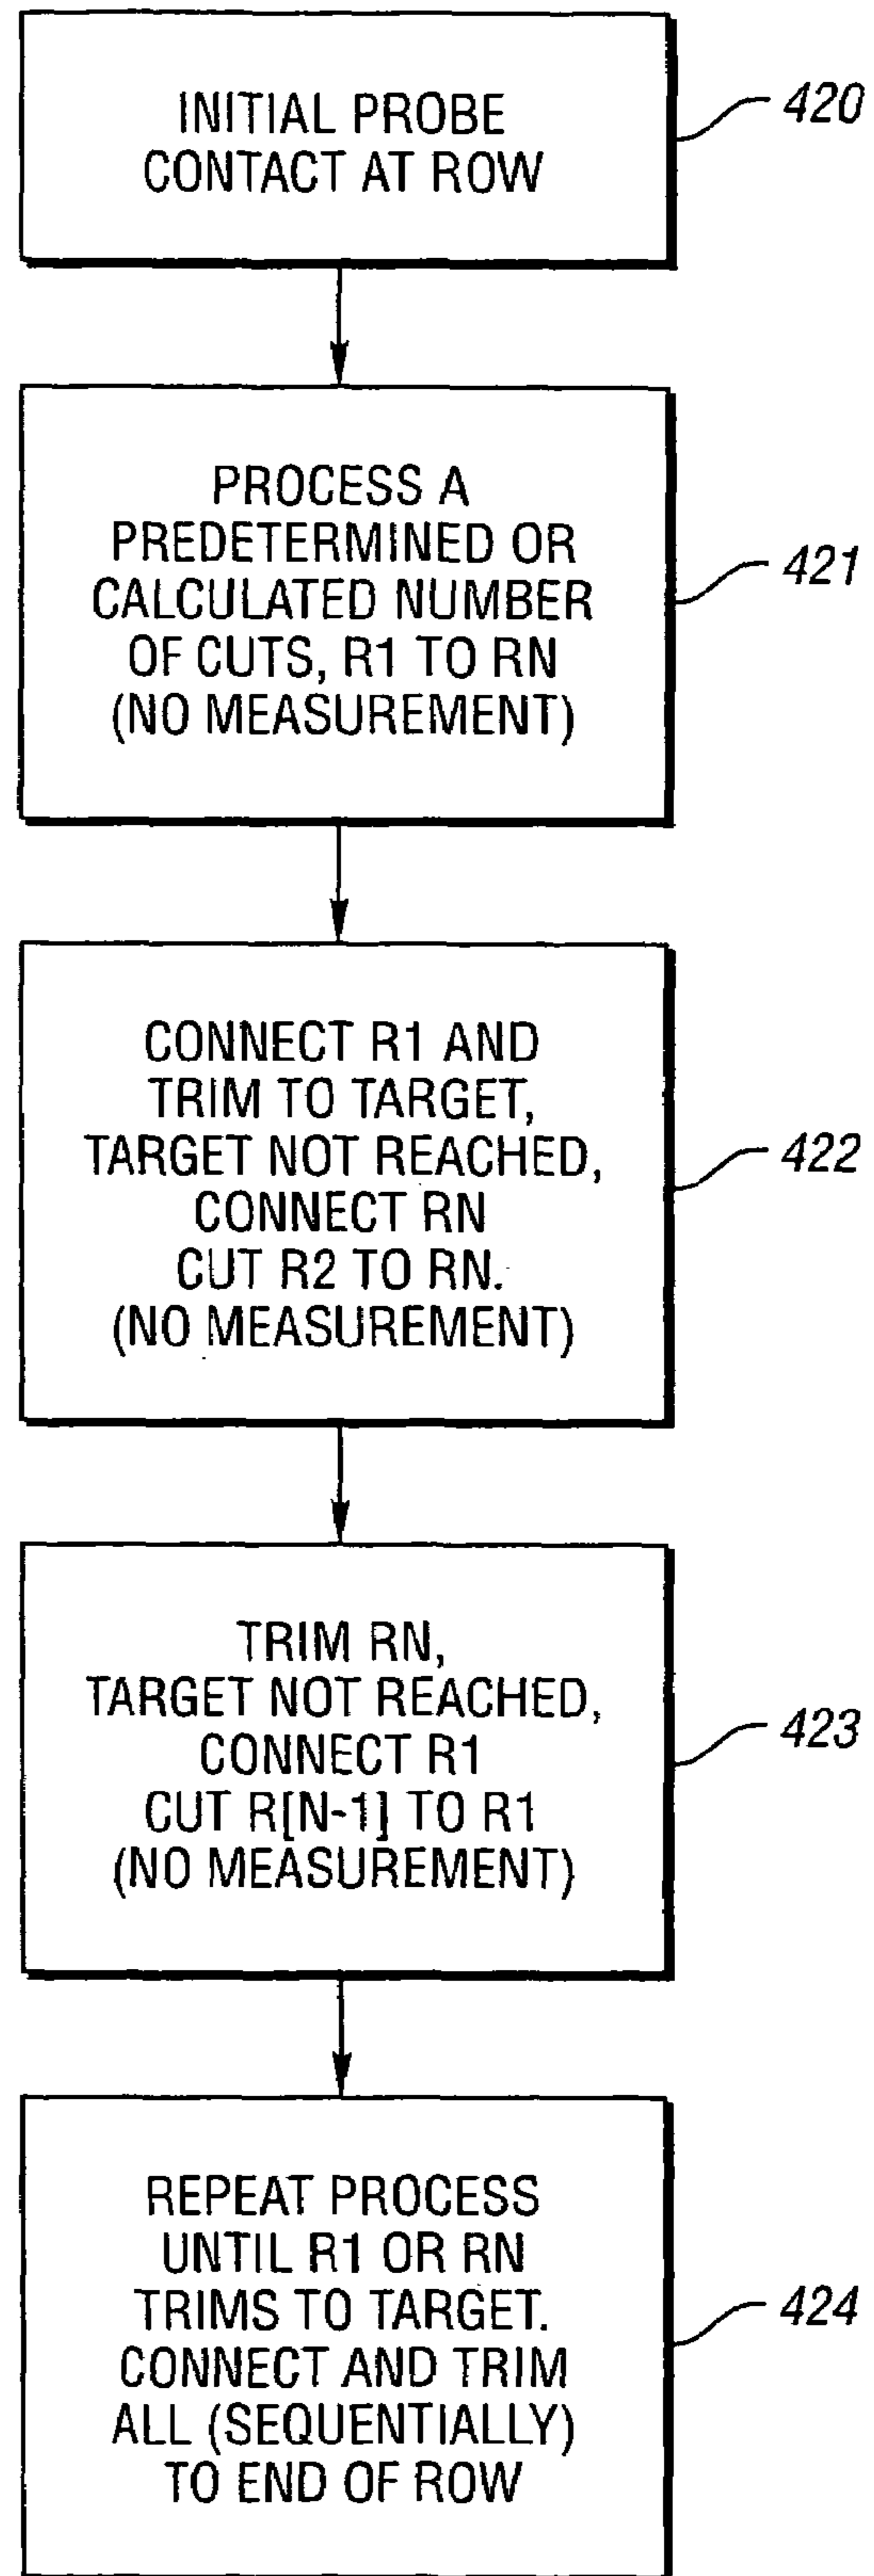 INITIAL PROBE
CONTACT AT ROW
420
PROCESS A
PREDETERMINED OR
CALCULATED NUMBER
OF CUTS, R1 TO RN
(NO MEASUREMENT)
421
CONNECT R1 AND
TRIM TO TARGET,
TARGET NOT REACHED,
CONNECT RN
CUT R2 TO RN.
(NO MEASUREMENT)
422
TRIM RN,
TARGET NOT REACHED,
CONNECT R1
CUT R[N-1] TO R1
(NO MEASUREMENT)
423
REPEAT PROCESS
UNTIL R1 OR RN
TRIMS TO TARGET.
CONNECT AND TRIM
ALL (SEQUENTIALLY)
TO END OF ROW
424